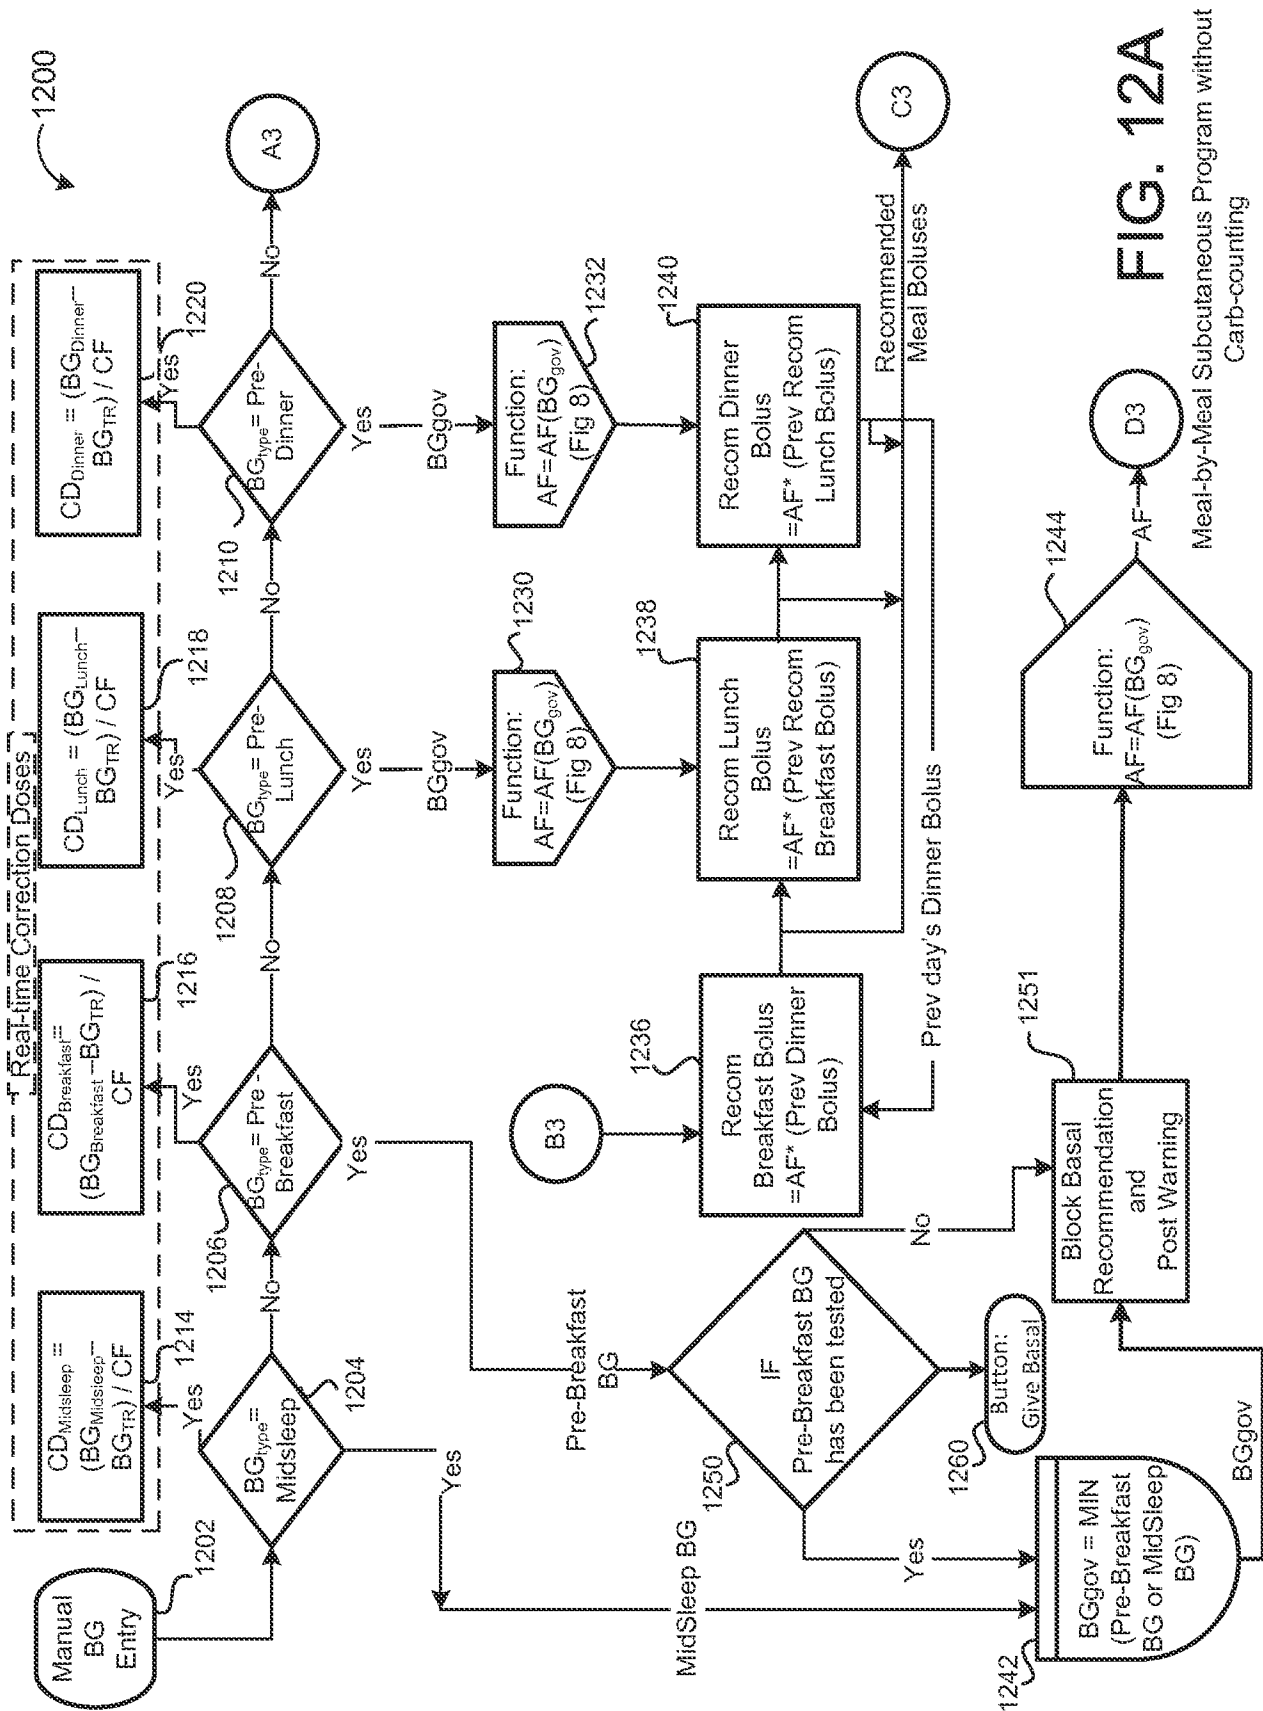 1200
Real-time Correction Doses
Manual
BG
Entry
1202
CDMidsleep =
(BGMidsleep—
BGTR) / CF
1214
CDBreakfast=
(BGBreakfast –BGTR) /
CF
1216
CDLunch = (BGLunch—
BGTR) / CF
1218
CDDinner = (BGDinner—
BGTR) / CF
1220
Yes
Yes
Yes
Yes
BGtype=
Midsleep
1204
No
BGtype= Pre -
Breakfast
1206
No
BGtype= Pre-
Lunch
1208
No
BGtype= Pre-
Dinner
1210
No
A3
Yes
Yes
Yes
Yes
BGgov
BGgov
Function:
AF=AF(BGgov)
(Fig 8)
1230
Function:
AF=AF(BGgov)
(Fig 8)
1232
B3
Recom
Breakfast Bolus
=AF* (Prev Dinner
Bolus)
1236
Recom Lunch
Bolus
=AF* (Prev Recom
Breakfast Bolus)
1238
Recom Dinner
Bolus
=AF* (Prev Recom
Lunch Bolus)
1240
Recommended
Meal Boluses
C3
Prev day's Dinner Bolus
MidSleep BG
Pre-Breakfast
BG
IF
Pre-Breakfast BG
has been tested
1250
Yes
No
Button:
Give Basal
1260
BGgov = MIN
(Pre-Breakfast
BG or MidSleep
BG)
1242
BGgov
Block Basal
Recommendation
and
Post Warning
1251
Function:
AF=AF(BGgov)
(Fig 8)
1244
AF
D3
FIG. 12A
Meal-by-Meal Subcutaneous Program without
Carb-counting